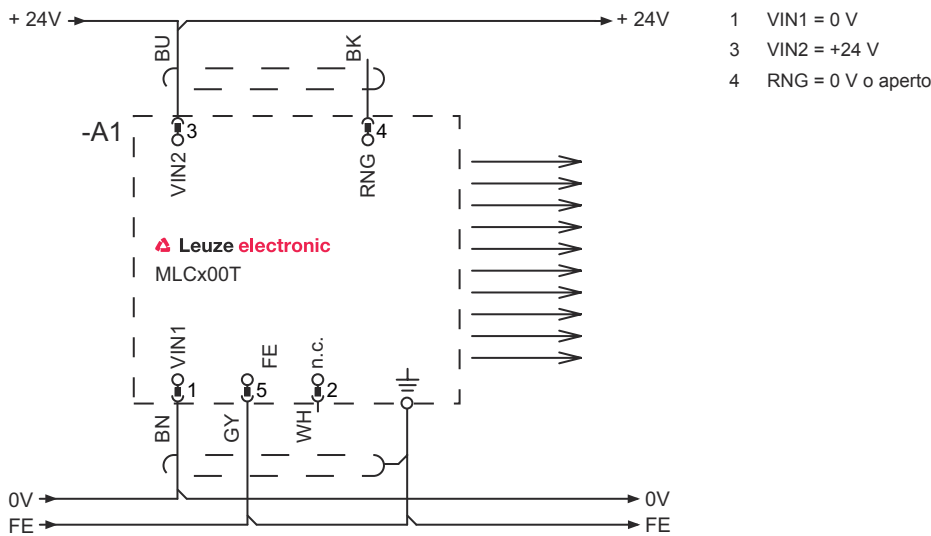 + 24V
+ 24V
1 VIN1 = 0 V
3 VIN2 = +24 V
4 RNG = 0 V o aperto
BU
BK
-A1
3
4
VIN2
RNG
Leuze electronic
MLCx00T
VIN1
FE
n.c.
1
5
2
BN
GY
WH
0V
0V
FE
FE